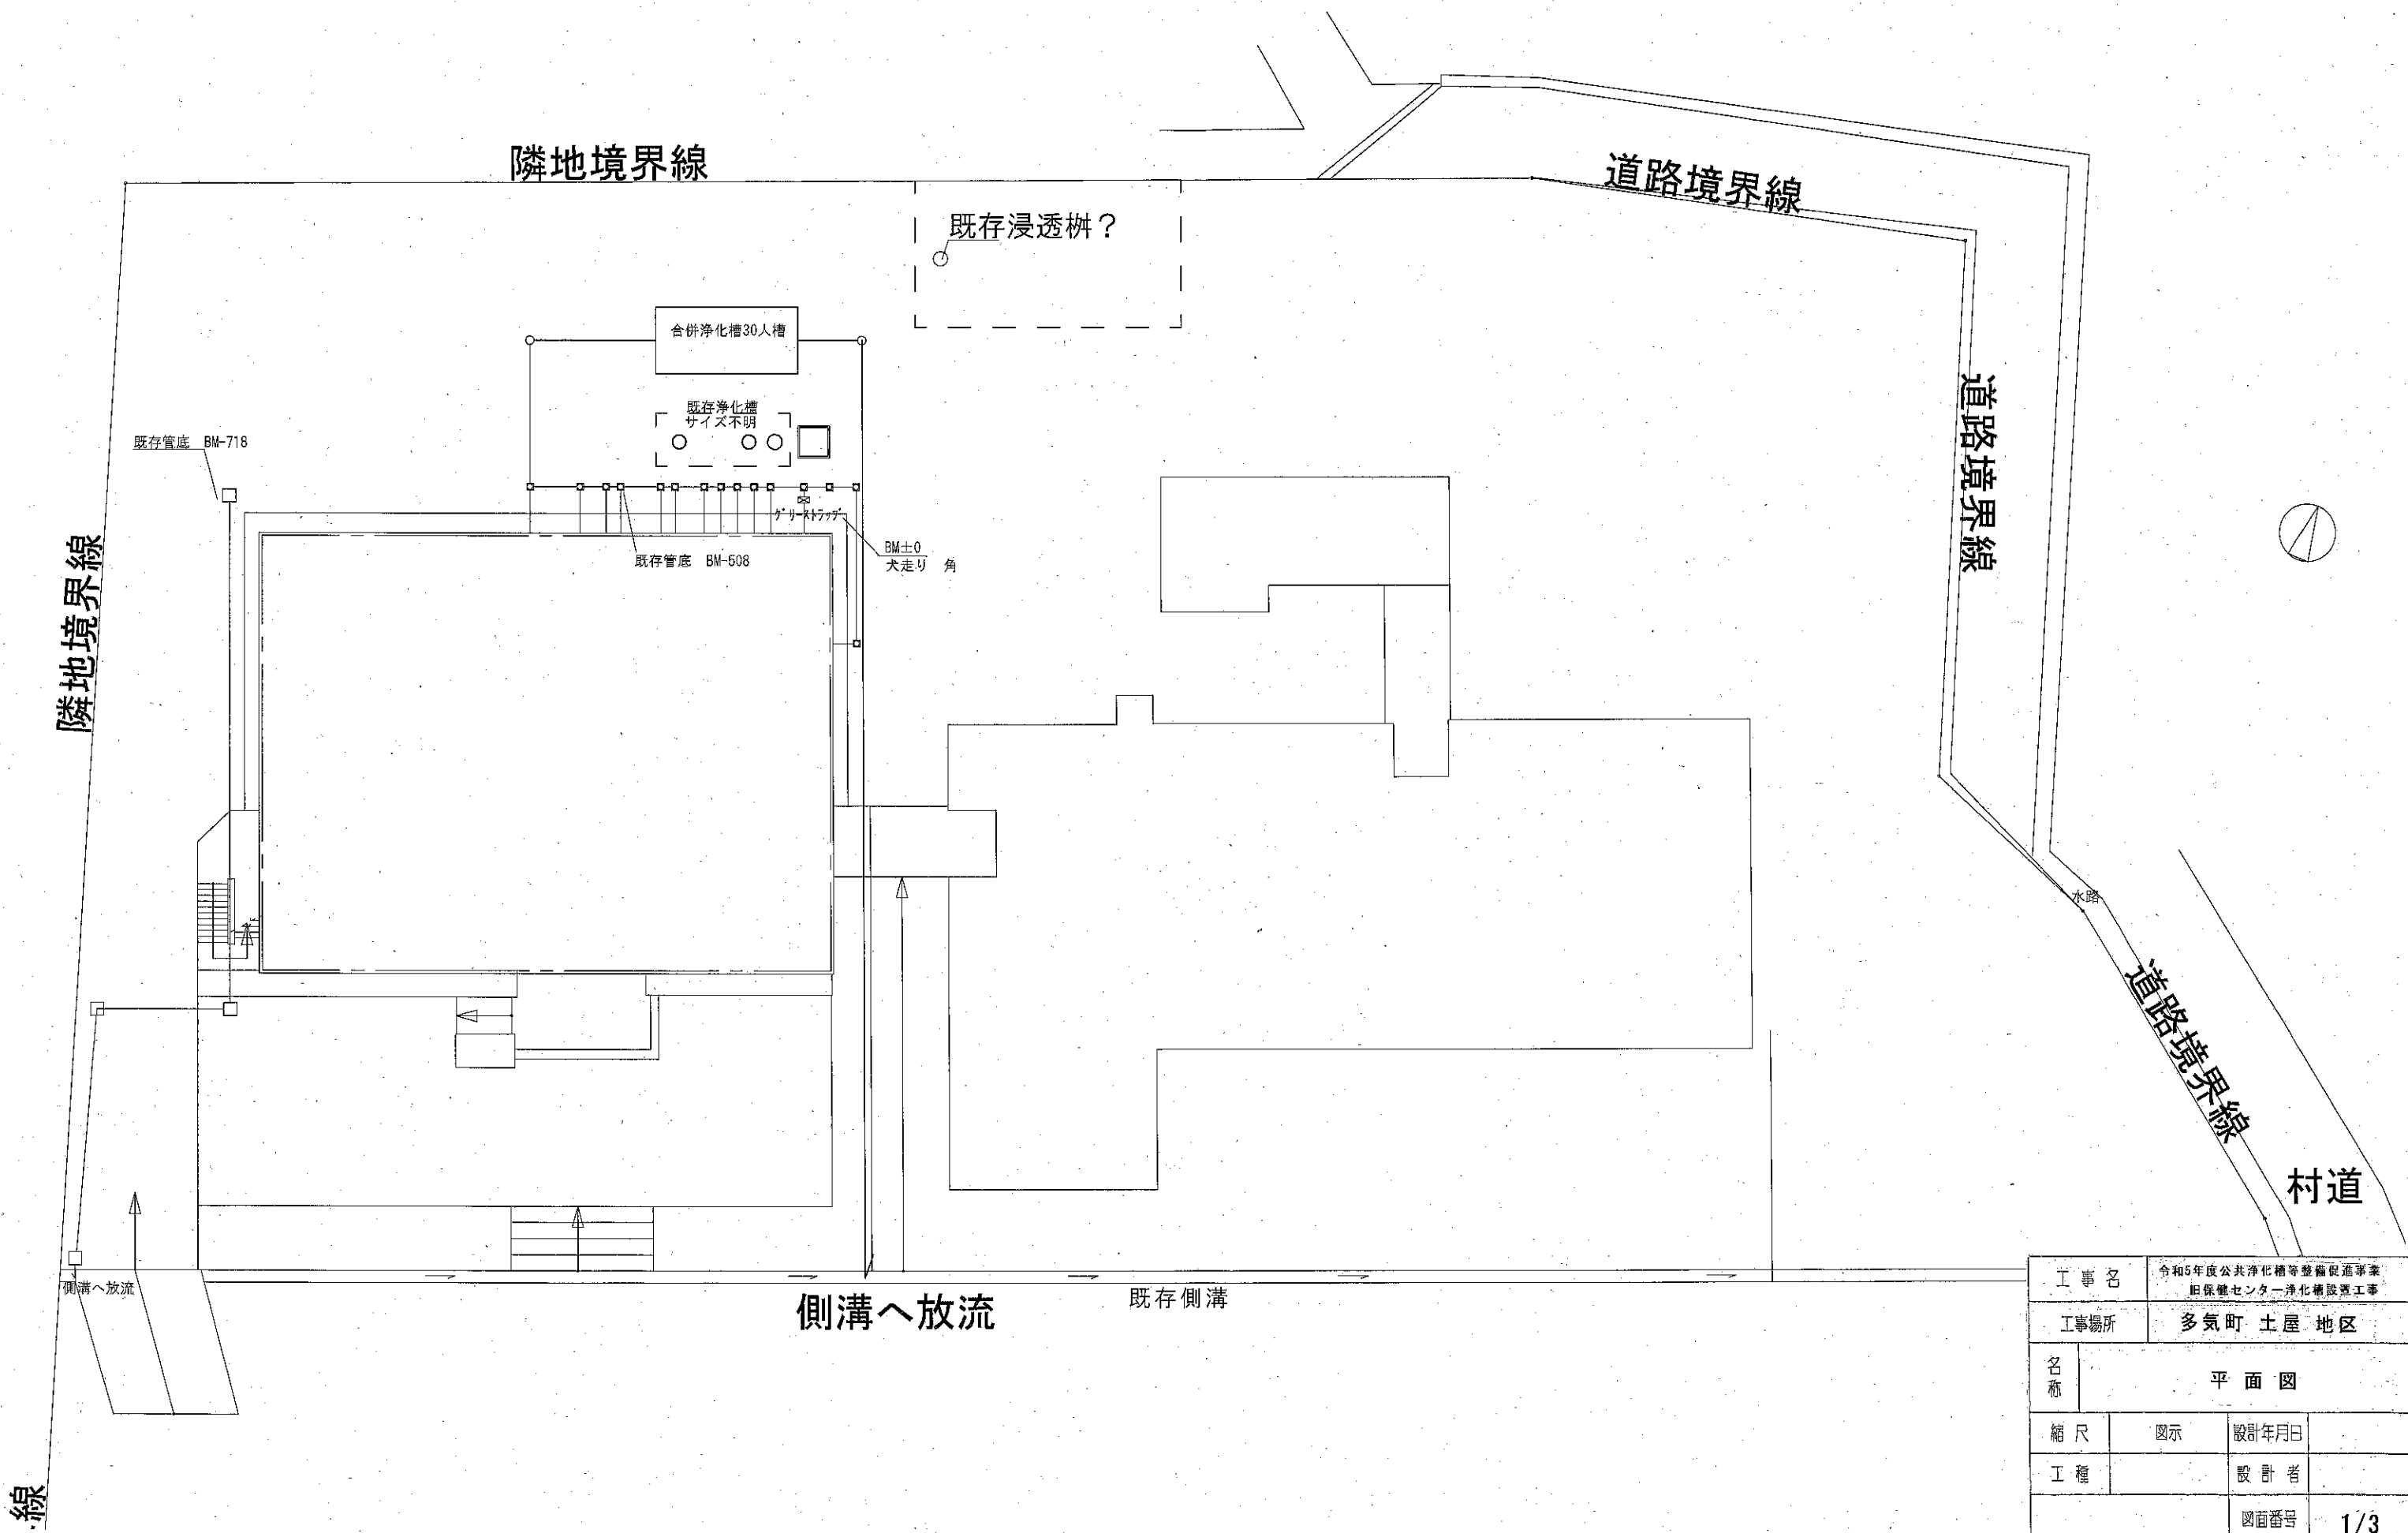 隣地境界線
道路境界線
既存浸透桝？
合併浄化槽30人槽
既存浄化槽
サイズ不明
既存管底 BM-718
グリーストラップ
既存管底 BM-508
BM±0
犬走り 角
隣地境界線
道路境界線
水路
道路境界線
村道
側溝へ放流
側溝へ放流
既存側溝
線
工事名
令和5年度公共浄化槽等整備促進事業
旧保健センター浄化槽設置工事
工事場所
多気町 土屋 地区
名称
平面図
縮尺
図示
設計年月日
工種
設計者
図面番号
1/3